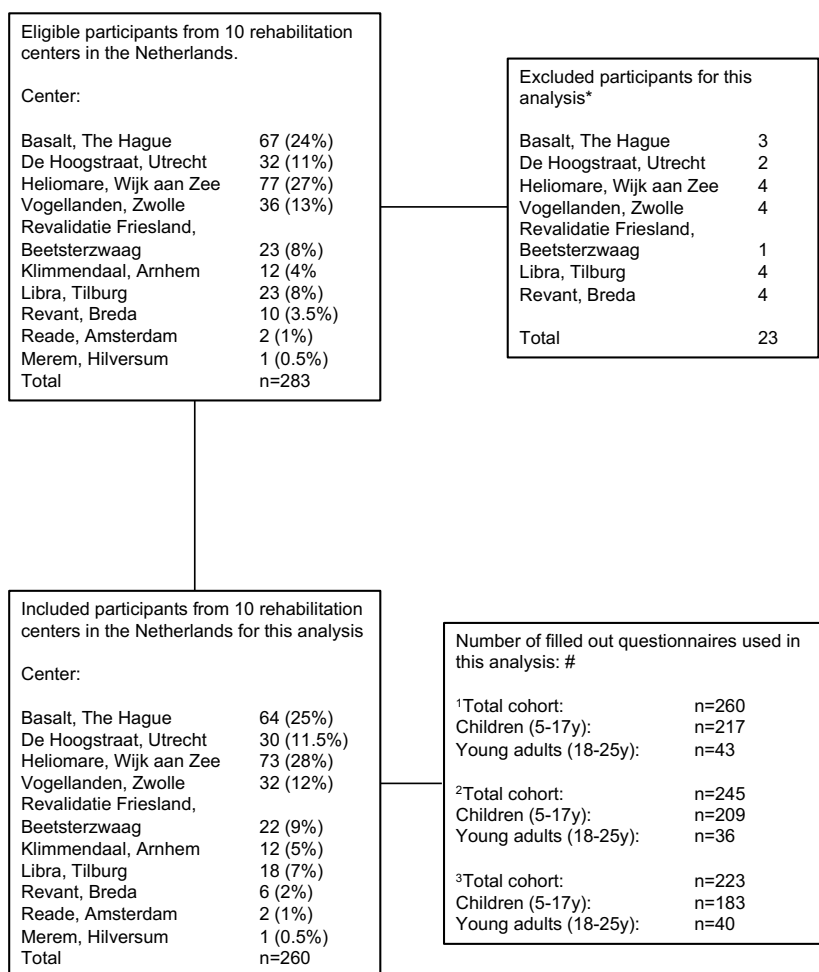 Eligible participants from 10 rehabilitation
centers in the Netherlands.
Center:
Basalt, The Hague 67 (24%)
De Hoogstraat, Utrecht 32 (11%)
Heliomare, Wijk aan Zee 77 (27%)
Vogellanden, Zwolle 36 (13%)
Revalidatie Friesland,
Beetsterzwaag 23 (8%)
Klimmendaal, Arnhem 12 (4%
Libra, Tilburg 23 (8%)
Revant, Breda 10 (3.5%)
Reade, Amsterdam 2 (1%)
Merem, Hilversum 1 (0.5%)
Total n=283
Excluded participants for this
analysis*
Basalt, The Hague 3
De Hoogstraat, Utrecht 2
Heliomare, Wijk aan Zee 4
Vogellanden, Zwolle 4
Revalidatie Friesland,
Beetsterzwaag 1
Libra, Tilburg 4
Revant, Breda 4
Total 23
Included participants from 10 rehabilitation
centers in the Netherlands for this analysis
Center:
Basalt, The Hague 64 (25%)
De Hoogstraat, Utrecht 30 (11.5%)
Heliomare, Wijk aan Zee 73 (28%)
Vogellanden, Zwolle 32 (12%)
Revalidatie Friesland,
Beetsterzwaag 22 (9%)
Klimmendaal, Arnhem 12 (5%)
Libra, Tilburg 18 (7%)
Revant, Breda 6 (2%)
Reade, Amsterdam 2 (1%)
Merem, Hilversum 1 (0.5%)
Total n=260
Number of filled out questionnaires used in
this analysis: #
¹Total cohort: n=260
Children (5-17y): n=217
Young adults (18-25y): n=43
²Total cohort: n=245
Children (5-17y): n=209
Young adults (18-25y): n=36
³Total cohort: n=223
Children (5-17y): n=183
Young adults (18-25y): n=40